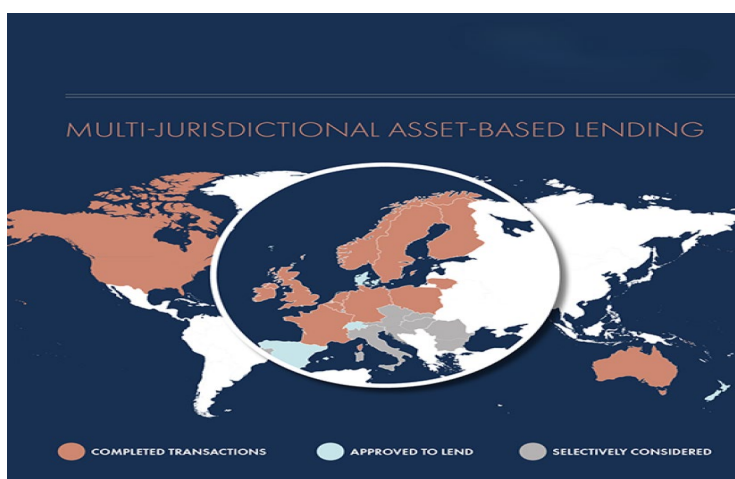 MULTI-JURISDICTIONAL ASSET-BASED LENDING
COMPLETED TRANSACTIONS
APPROVED TO LEND
SELECTIVELY CONSIDERED